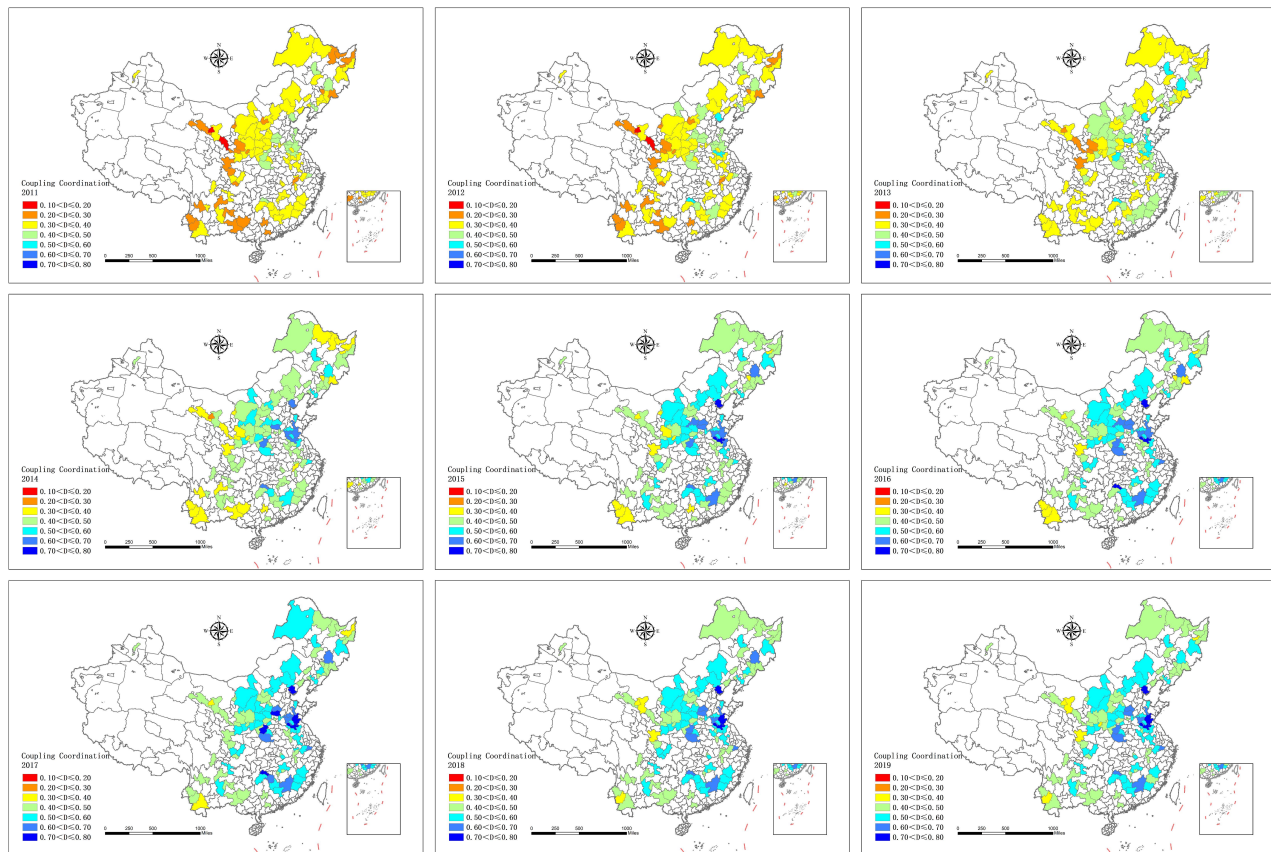 N
W E
S
Coupling Coordination
2011
0.10<D≤0.20
0.20<D≤0.30
0.30<D≤0.40
0.40<D≤0.50
0.50<D≤0.60
0.60<D≤0.70
0.70<D≤0.80
0 250 500 1000
Miles
N
W E
S
Coupling Coordination
2012
0.10<D≤0.20
0.20<D≤0.30
0.30<D≤0.40
0.40<D≤0.50
0.50<D≤0.60
0.60<D≤0.70
0.70<D≤0.80
0 250 500 1000
Miles
N
W E
S
Coupling Coordination
2013
0.10<D≤0.20
0.20<D≤0.30
0.30<D≤0.40
0.40<D≤0.50
0.50<D≤0.60
0.60<D≤0.70
0.70<D≤0.80
0 250 500 1000
Miles
N
W E
S
Coupling Coordination
2014
0.10<D≤0.20
0.20<D≤0.30
0.30<D≤0.40
0.40<D≤0.50
0.50<D≤0.60
0.60<D≤0.70
0.70<D≤0.80
0 250 500 1000
Miles
N
W E
S
Coupling Coordination
2015
0.10<D≤0.20
0.20<D≤0.30
0.30<D≤0.40
0.40<D≤0.50
0.50<D≤0.60
0.60<D≤0.70
0.70<D≤0.80
0 250 500 1000
Miles
N
W E
S
Coupling Coordination
2016
0.10<D≤0.20
0.20<D≤0.30
0.30<D≤0.40
0.40<D≤0.50
0.50<D≤0.60
0.60<D≤0.70
0.70<D≤0.80
0 250 500 1000
Miles
N
W E
S
Coupling Coordination
2017
0.10<D≤0.20
0.20<D≤0.30
0.30<D≤0.40
0.40<D≤0.50
0.50<D≤0.60
0.60<D≤0.70
0.70<D≤0.80
0 250 500 1000
Miles
N
W E
S
Coupling Coordination
2018
0.10<D≤0.20
0.20<D≤0.30
0.30<D≤0.40
0.40<D≤0.50
0.50<D≤0.60
0.60<D≤0.70
0.70<D≤0.80
0 250 500 1000
Miles
N
W E
S
Coupling Coordination
2019
0.10<D≤0.20
0.20<D≤0.30
0.30<D≤0.40
0.40<D≤0.50
0.50<D≤0.60
0.60<D≤0.70
0.70<D≤0.80
0 250 500 1000
Miles